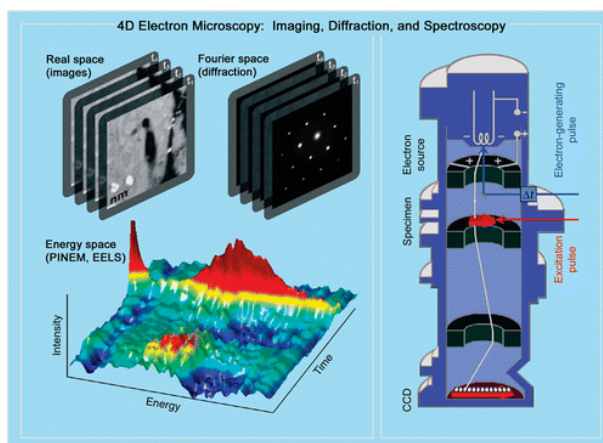 4D Electron Microscopy: Imaging, Diffraction, and Spectroscopy
Real space
(images)
Fourier space
(diffraction)
nm
Energy space
(PINEM, EELS)
Intensity
Energy
Time
Electron source
Specimen
CCD
Electron-generating
pulse
Δt
Excitation
pulse
- 
+
+ +